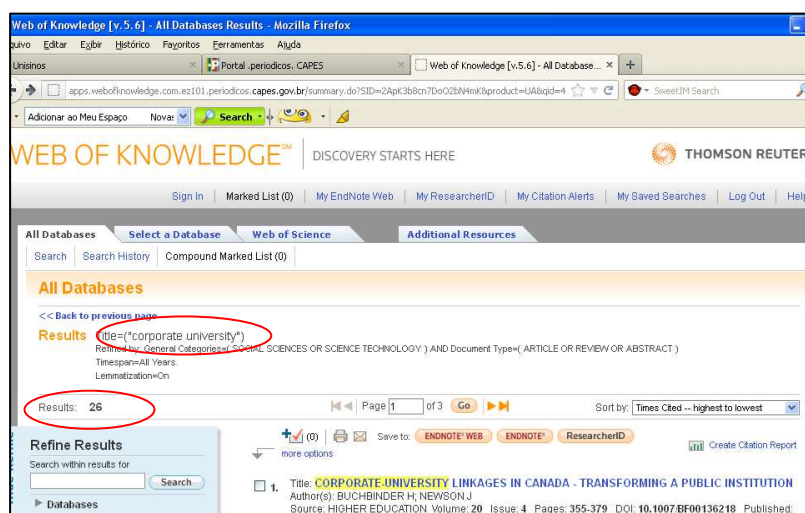 Web of Knowledge [v.5.6] - All Databases Results - Mozilla Firefox
quivo Editar Exibir Histórico Favoritos Ferramentas Ajuda
Unisinos × Portal .periodicos. CAPES × Web of Knowledge [v.5.6] - All Database... × +
apps.webofknowledge.com.ez101.periodicos.capes.gov.br/summary.do?SID=2ApK3b8cn7DoO2bN4mK&product=UA&qid=4 SweetIM Search
Adicionar ao Meu Espaço Novas Search
WEB OF KNOWLEDGE℠ DISCOVERY STARTS HERE THOMSON REUTER
Sign In Marked List (0) My EndNote Web My ResearcherID My Citation Alerts My Saved Searches Log Out Help
All Databases Select a Database Web of Science Additional Resources
Search Search History Compound Marked List (0)
All Databases
<< Back to previous page
Results Title=("corporate university")
Refined by: General Categories=( SOCIAL SCIENCES OR SCIENCE TECHNOLOGY ) AND Document Type=( ARTICLE OR REVIEW OR ABSTRACT )
Timespan=All Years.
Lemmatization=On
Results: 26 Page 1 of 3 Go Sort by: Times Cited -- highest to lowest
Refine Results
Search within results for
Search
Databases
(0) Save to: ENDNOTE® WEB ENDNOTE® ResearcherID Create Citation Report
more options
1. Title: CORPORATE-UNIVERSITY LINKAGES IN CANADA - TRANSFORMING A PUBLIC INSTITUTION
Author(s): BUCHBINDER H; NEWSON J
Source: HIGHER EDUCATION Volume: 20 Issue: 4 Pages: 355-379 DOI: 10.1007/BF00136218 Published: